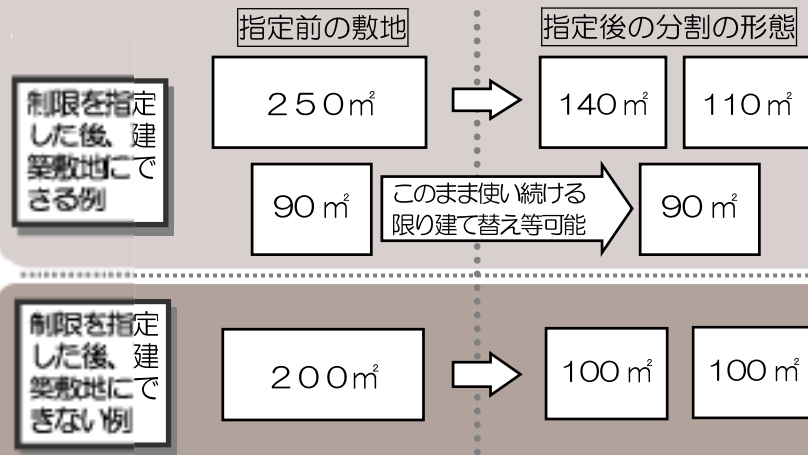 指定前の敷地
指定後の分割の形態
制限を指定
した後、建
築敷地にで
きる例
２５０㎡
140㎡
110㎡
90㎡
このまま使い続ける
限り建て替え等可能
90㎡
制限を指定
した後、建
築敷地にで
きない例
２００㎡
100㎡
100㎡